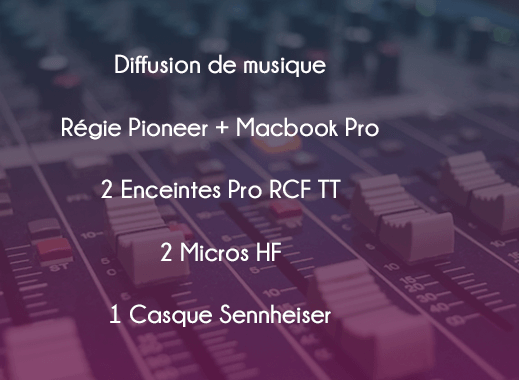 Diffusion de musique
Régie Pioneer + Macbook Pro
2 Enceintes Pro RCF TT
2 Micros HF
1 Casque Sennheiser